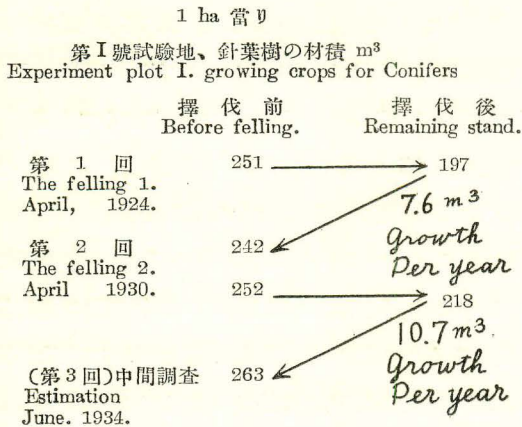 1 ha 當り
第Ⅰ號試驗地、針葉樹の材積 m³
Experiment plot I. growing crops for Conifers
擇伐前 擇伐後
Before felling. Remaining stand.
第 1 回 251 197
The felling 1.
April, 1924. 7.6 m³
第 2 回 242 Growth
The felling 2. Per year
April 1930. 252 218
10.7 m³
(第3回)中間調査 263 Growth
Estimation Per year
June. 1934.